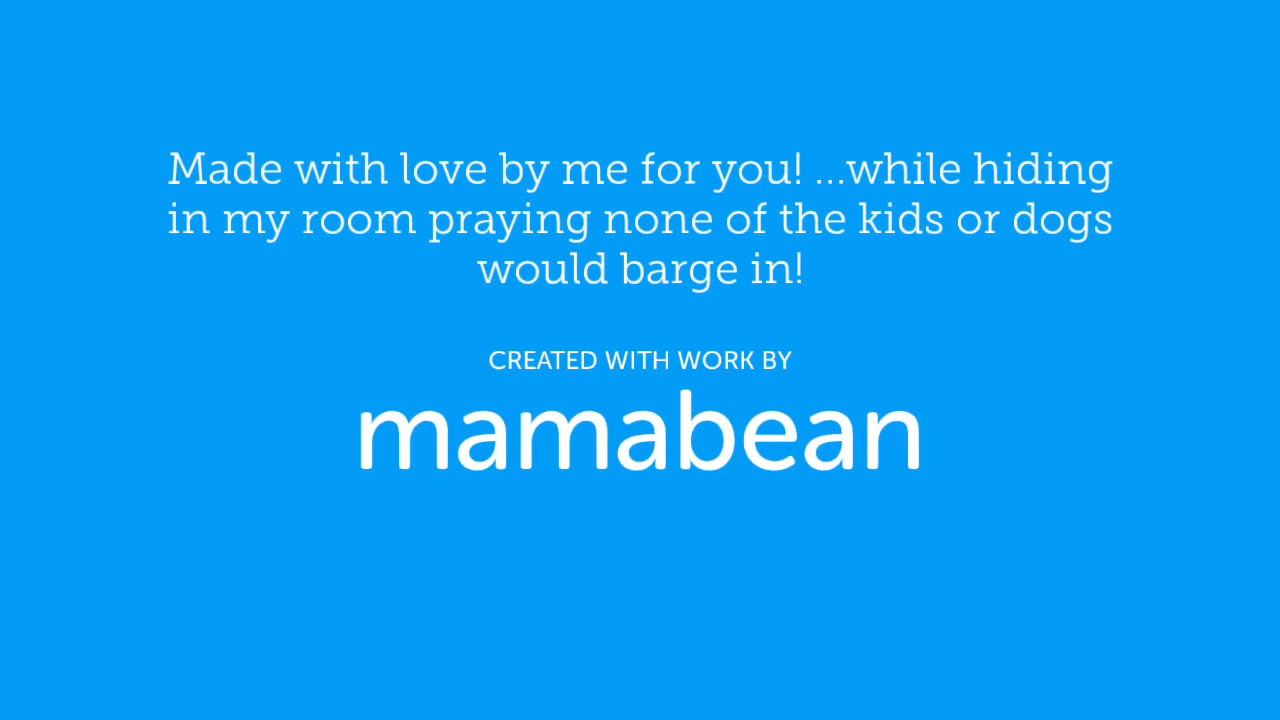 Made with love by me for you! ...while hiding
in my room praying none of the kids or dogs
would barge in!
CREATED WITH WORK BY
mamabean